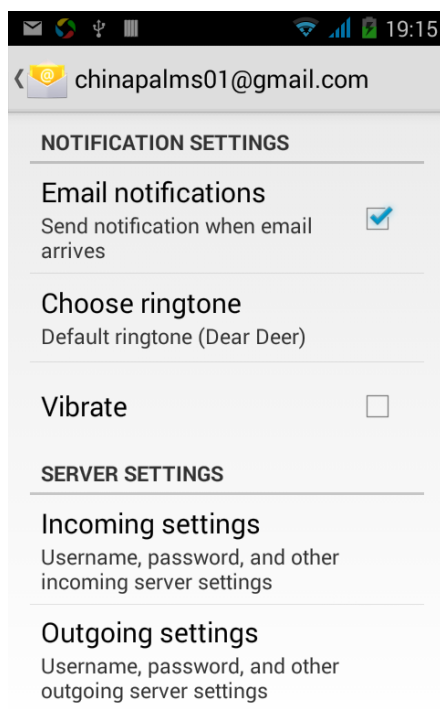 19:15
chinapalms01@gmail.com
NOTIFICATION SETTINGS
Email notifications
Send notification when email
arrives
Choose ringtone
Default ringtone (Dear Deer)
Vibrate
SERVER SETTINGS
Incoming settings
Username, password, and other
incoming server settings
Outgoing settings
Username, password, and other
outgoing server settings